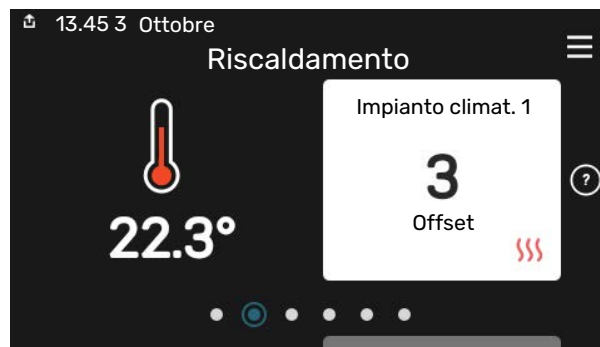 13.45 3 Ottobre
Riscaldamento
Impianto climat. 1
3
Offset
22.3°
?